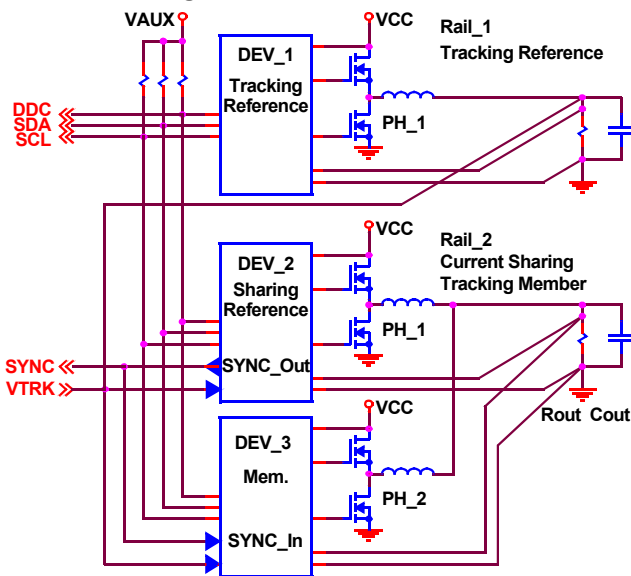 VAUX
VCC
Rail_1
Tracking Reference
DEV_1
Tracking
Reference
DDC
SDA
SCL
PH_1
VCC
Rail_2
Current Sharing
Tracking Member
DEV_2
Sharing
Reference
PH_1
SYNC
SYNC_Out
VTRK
VCC
Rout Cout
DEV_3
Mem.
PH_2
SYNC_In